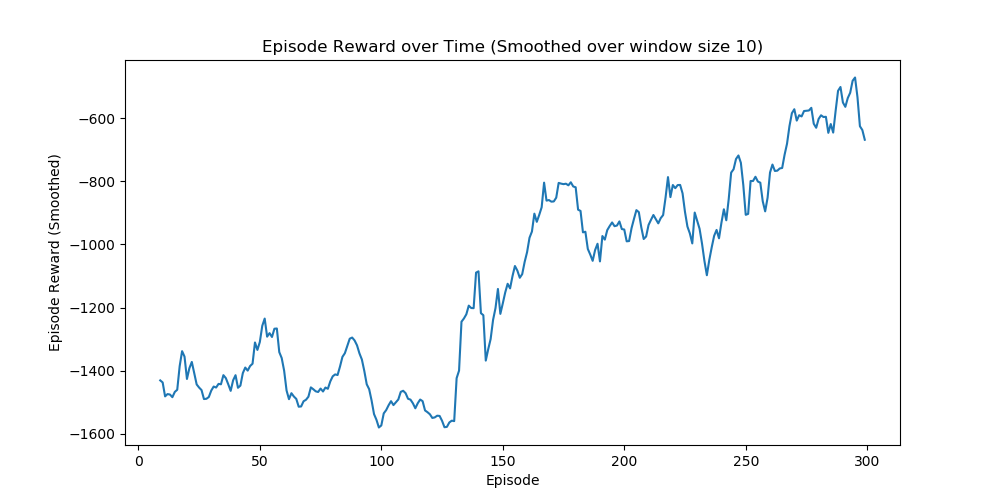 Episode Reward over Time (Smoothed over window size 10)
Episode Reward (Smoothed)
−600
−800
−1000
−1200
−1400
−1600
0 50 100 150 200 250 300
Episode